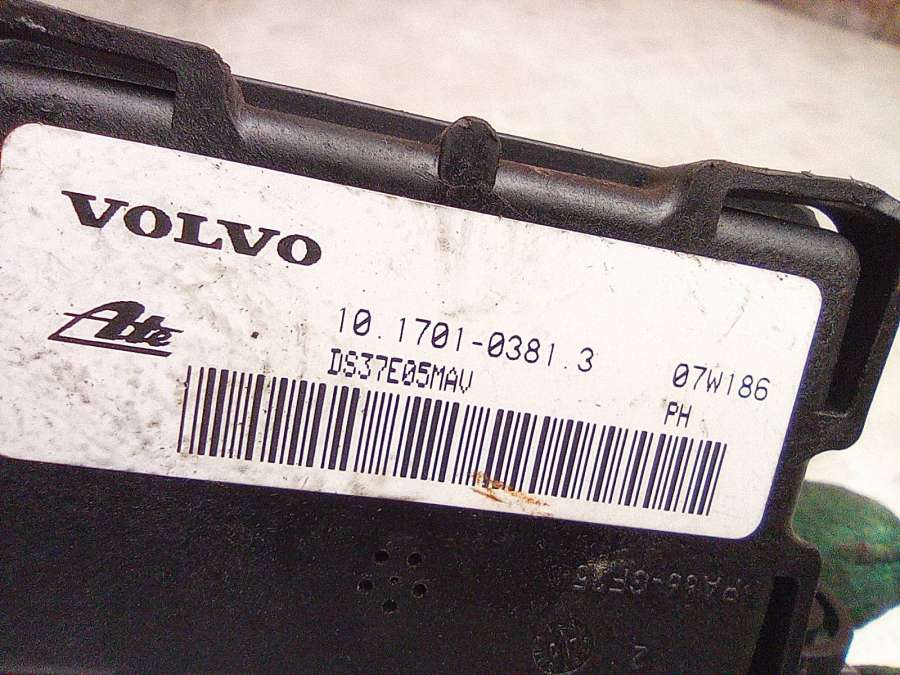 VOLVO
Ate
10.1701-0381.3
07W186
DS37E05MAV
PH